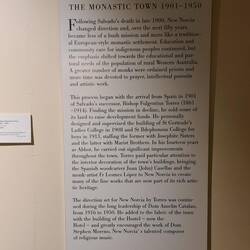 THE MONASTIC TOWN 1901–1950
Following Salvado's death in late 1900, New Norcia
changed direction and, over the next fifty years,
became less of a bush mission and more like a traditional
European-style monastic settlement. Education and
community care for indigenous peoples continued, but
the emphasis shifted towards the educational and pastoral
needs of the population of rural Western Australia.
A greater number of monks were ordained priests and
more time was devoted to prayer, intellectual pursuits
and artistic work.
This process began with the arrival from Spain in 1901
of Salvado's successor, Bishop Fulgentius Torres (1861
–1914). Finding the mission in decline, he sold some of
its land to raise development funds. He personally
designed and supervised the building of St Gertrude's
Ladies College in 1908 and St Ildephonsus College for
boys in 1913, staffing the former with Josephite Sisters
and the latter with Marist Brothers. In his fourteen years
as Abbot, he carried out significant improvements
throughout the town. Torres paid particular attention to
the interior decoration of the town's buildings, bringing
the Spanish woodcarver Juan (John) Casellas and the
monk-artist Fr Lesmes Lopez to New Norcia to create
many of the fine works that are now part of its rich artistic
heritage.
The direction set for New Norcia by Torres was continued
during the long leadership of Dom Anselm Catalan
from 1916 to 1950. He added to the fabric of the town
with the building of the Hostel – now the
Hotel – and greatly encouraged the work of Dom
Stephen Moreno, New Norcia's talented composer
of religious music.